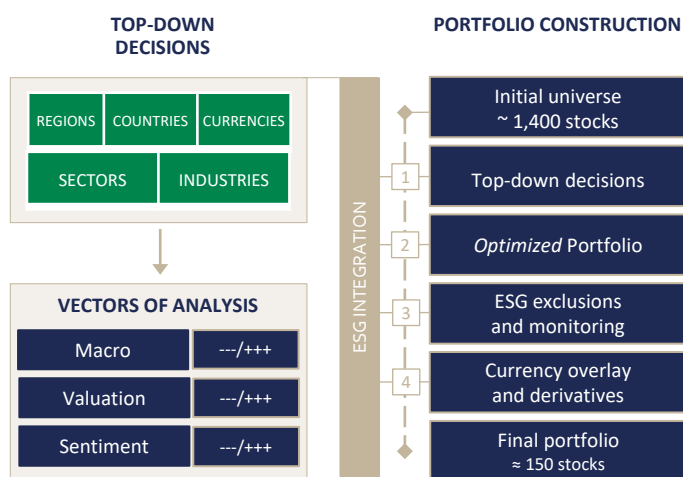 TOP-DOWN
DECISIONS
REGIONS
COUNTRIES
CURRENCIES
SECTORS
INDUSTRIES
VECTORS OF ANALYSIS
Macro
---/+++
Valuation
---/+++
Sentiment
---/+++
ESG INTEGRATION
PORTFOLIO CONSTRUCTION
Initial universe
~ 1,400 stocks
1
Top-down decisions
2
Optimized Portfolio
3
ESG exclusions
and monitoring
4
Currency overlay
and derivatives
Final portfolio
≈ 150 stocks